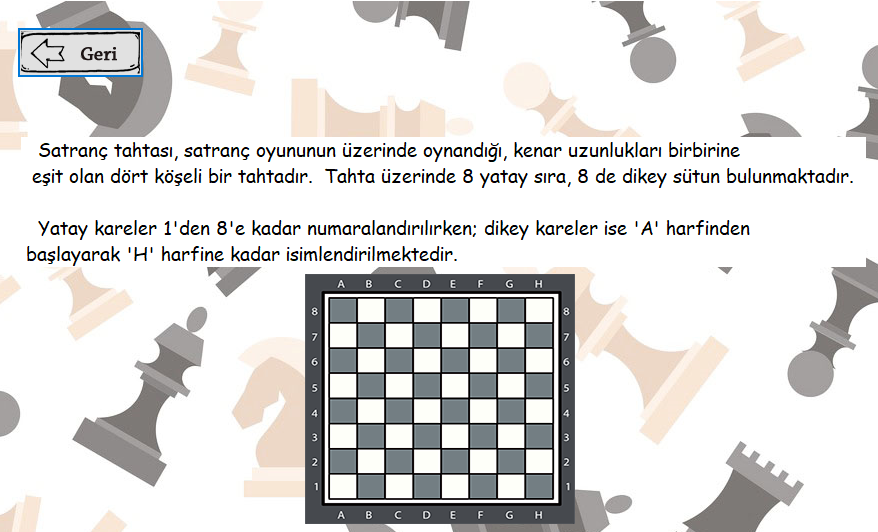 Geri
Satranç tahtası, satranç oyununun üzerinde oynandığı, kenar uzunlukları birbirine
eşit olan dört köşeli bir tahtadır. Tahta üzerinde 8 yatay sıra, 8 de dikey sütun bulunmaktadır.
Yatay kareler 1'den 8'e kadar numaralandırılırken; dikey kareler ise 'A' harfinden
başlayarak 'H' harfine kadar isimlendirilmektedir.
A B C D E F G H
8 8
7 7
6 6
5 5
4 4
3 3
2 2
1 1
A B C D E F G H